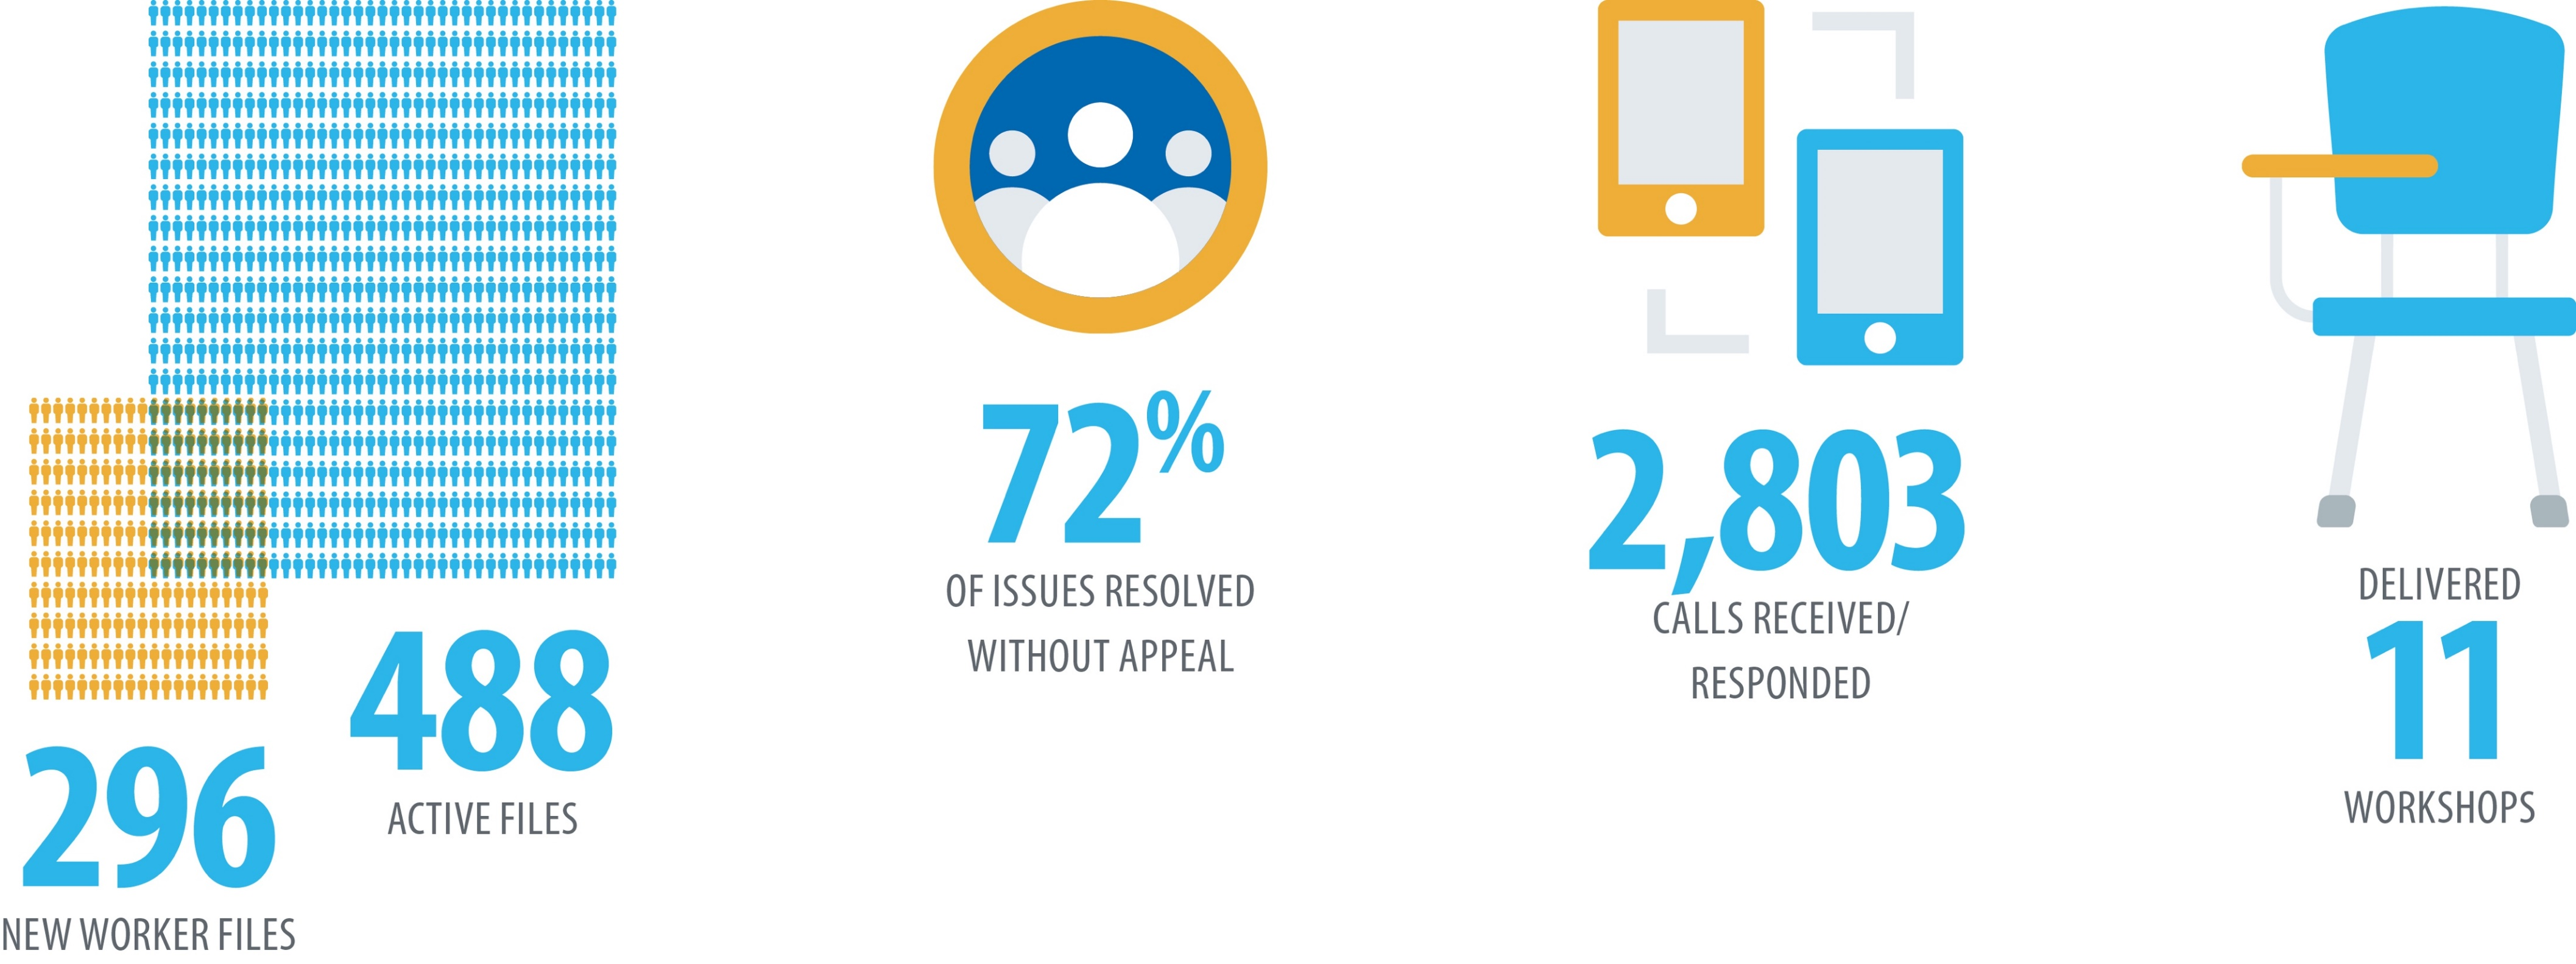 296
NEW WORKER FILES
488
ACTIVE FILES
72%
OF ISSUES RESOLVED
WITHOUT APPEAL
2,803
CALLS RECEIVED/
RESPONDED
DELIVERED
11
WORKSHOPS